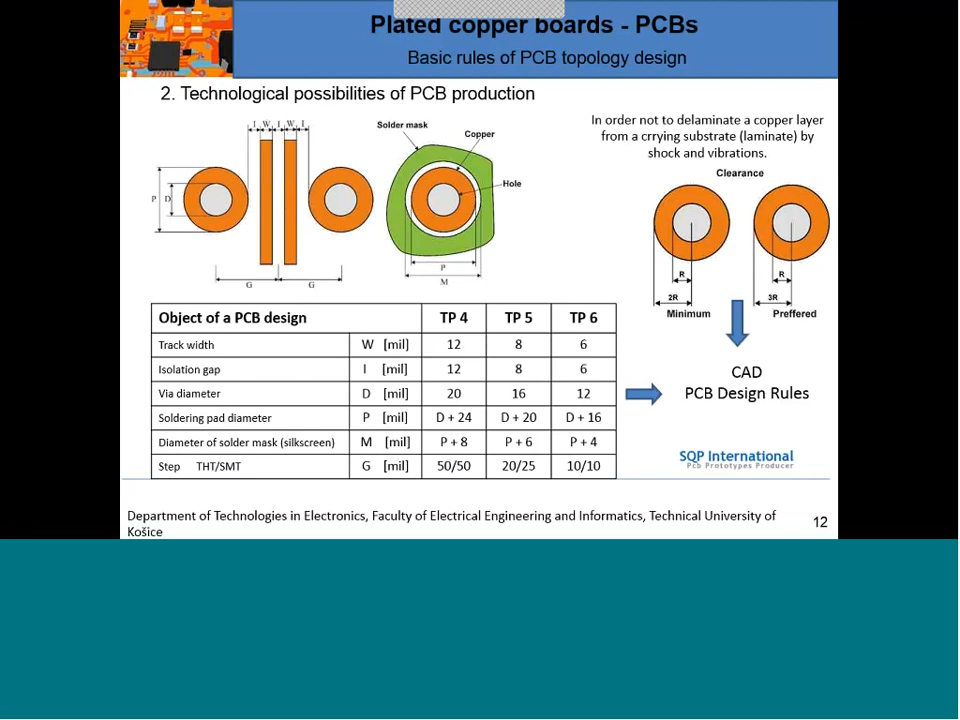 Plated copper boards - PCBs
Basic rules of PCB topology design
2. Technological possibilities of PCB production
I W I W I
P D
G G
Solder mask
Copper
Hole
P
M
In order not to delaminate a copper layer
from a crrying substrate (laminate) by
shock and vibrations.
Clearance
R R
2R 3R
Minimum Preffered
Object of a PCB design TP 4 TP 5 TP 6
Track width W [mil] 12 8 6
Isolation gap I [mil] 12 8 6
Via diameter D [mil] 20 16 12
Soldering pad diameter P [mil] D + 24 D + 20 D + 16
Diameter of solder mask (silkscreen) M [mil] P + 8 P + 6 P + 4
Step THT/SMT G [mil] 50/50 20/25 10/10
CAD
PCB Design Rules
SQP International
Pcb Prototypes Producer
Department of Technologies in Electronics, Faculty of Electrical Engineering and Informatics, Technical University of
Košice
12